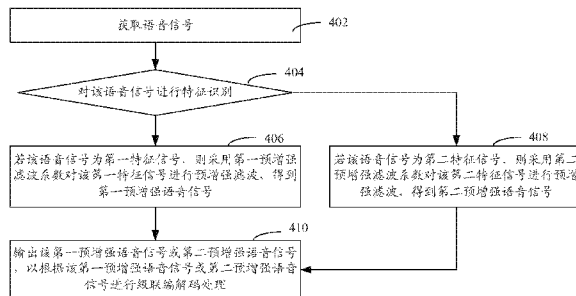 获取语音信号
402
404
对该语音信号进行特征识别
406
若该语音信号为第一特征信号，则采用第一预增强
滤波系数对该第一特征信号进行预增强滤波，得到
第一预增强语音信号
408
若该语音信号为第二特征信号，则采用第二
预增强滤波系数对该第二特征信号进行预增
强滤波，得到第二预增强语音信号
410
输出该第一预增强语音信号或第二预增强语音信号
，以根据该第一预增强语音信号或第二预增强语音
信号进行级联编解码处理